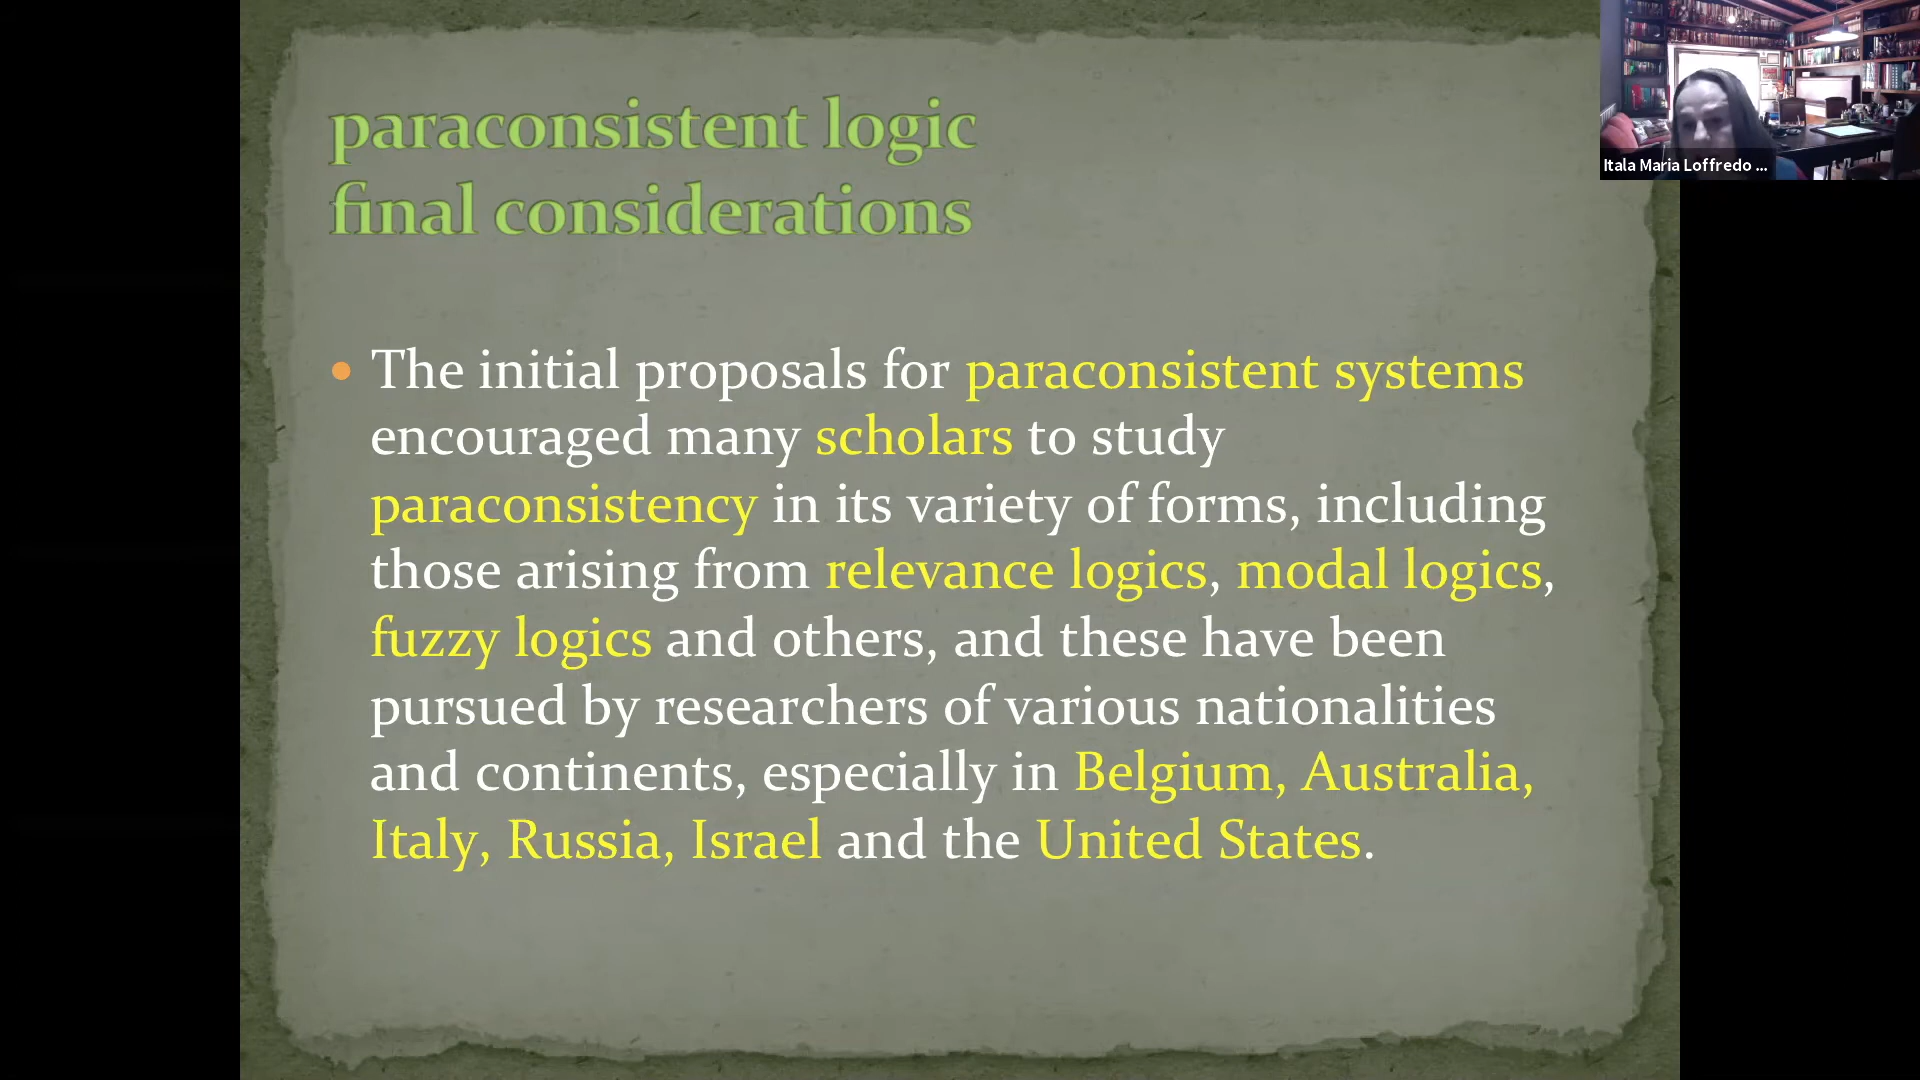 paraconsistent logic
final considerations
Itala Maria Loffredo ...
• The initial proposals for paraconsistent systems
encouraged many scholars to study
paraconsistency in its variety of forms, including
those arising from relevance logics, modal logics,
fuzzy logics and others, and these have been
pursued by researchers of various nationalities
and continents, especially in Belgium, Australia,
Italy, Russia, Israel and the United States.